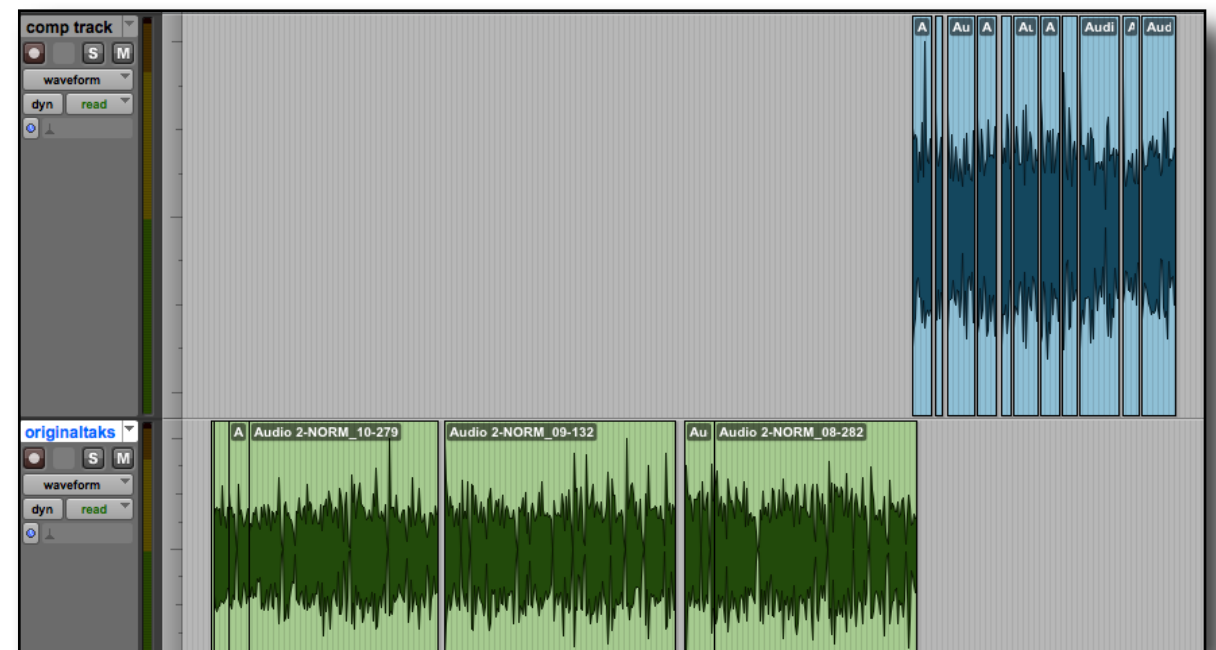 comp track
S M
waveform
dyn read
A Au A Au A Audi A Aud
originaltaks
A Audio 2-NORM_10-279 Audio 2-NORM_09-132 Au Audio 2-NORM_08-282
S M
waveform
dyn read